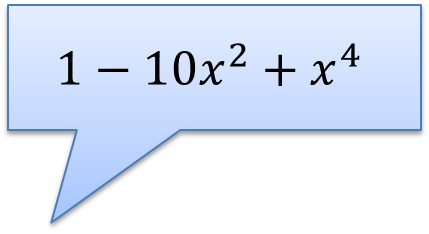 1 − 10x² + x⁴